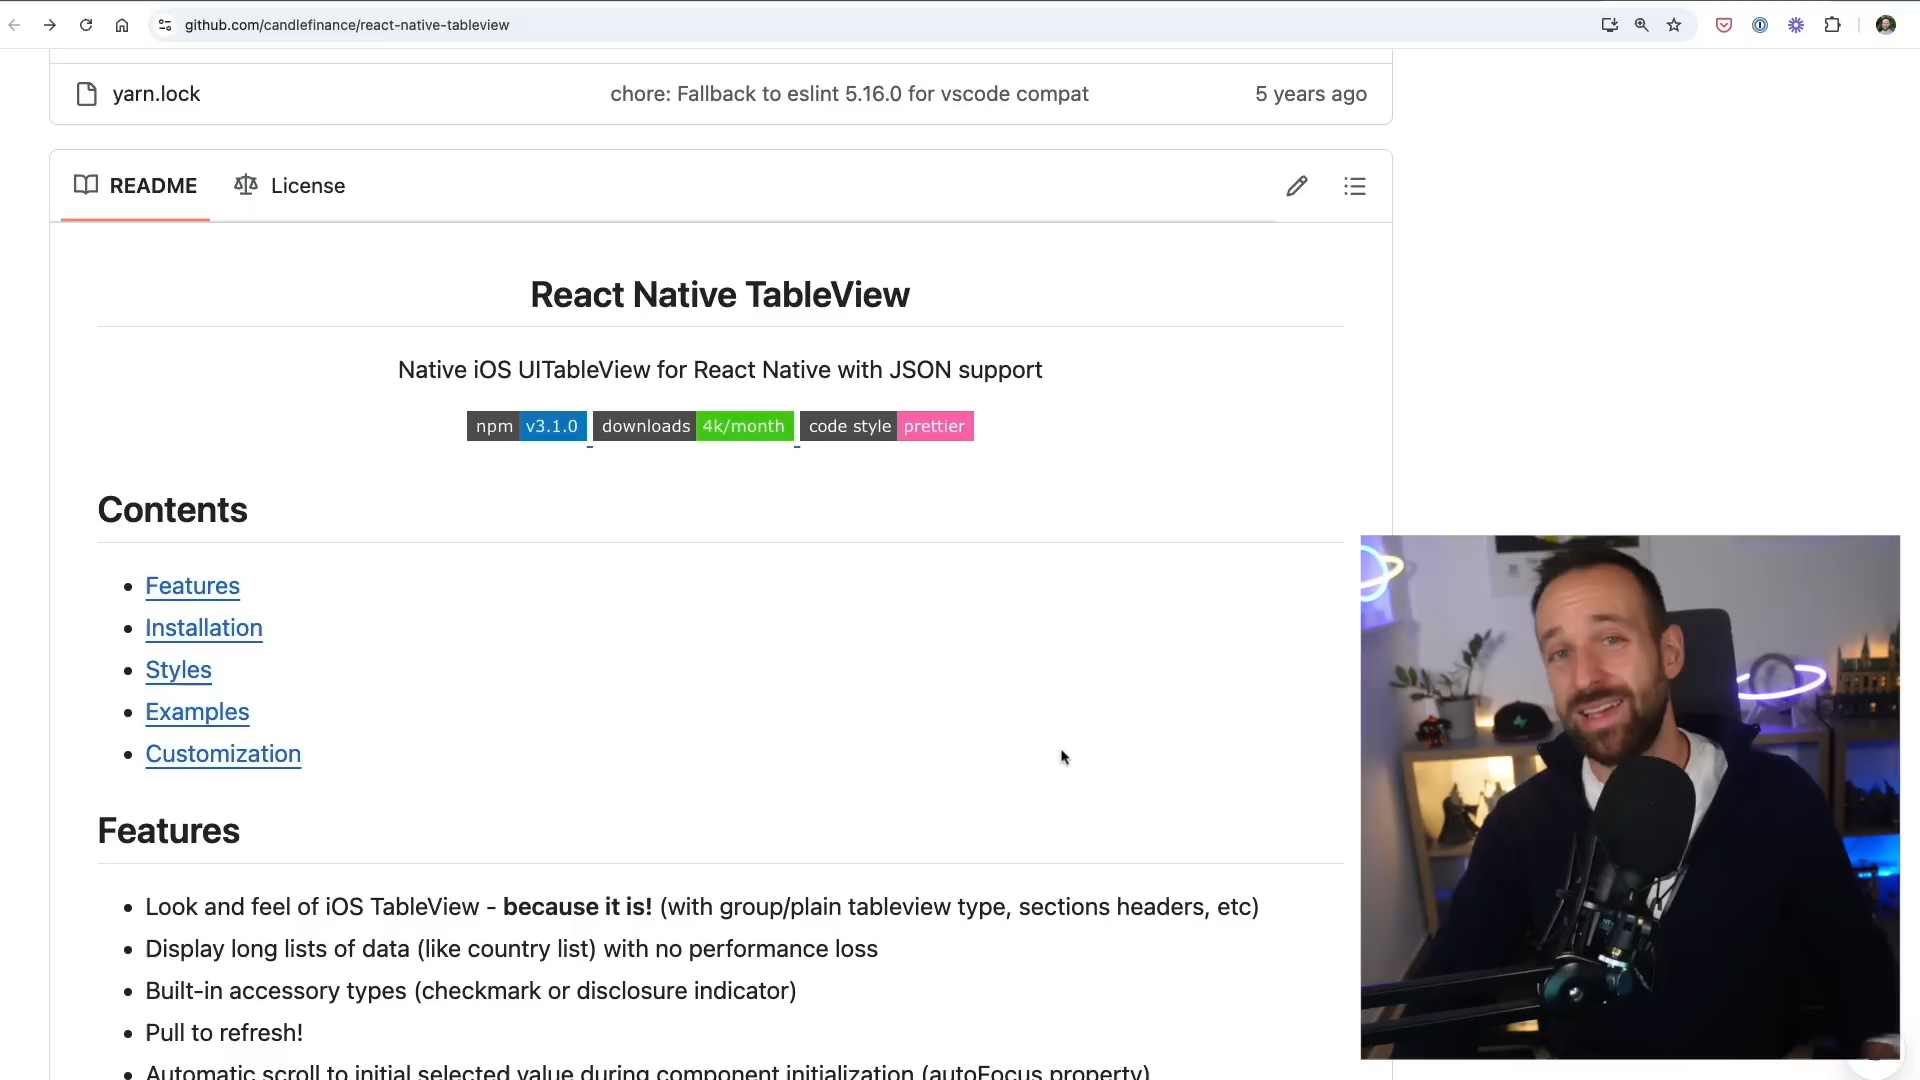 github.com/candlefinance/react-native-tableview
yarn.lock chore: Fallback to eslint 5.16.0 for vscode compat 5 years ago
README License
React Native TableView
Native iOS UITableView for React Native with JSON support
npm v3.1.0 downloads 4k/month code style prettier
Contents
Features
Installation
Styles
Examples
Customization
Features
Look and feel of iOS TableView - because it is! (with group/plain tableview type, sections headers, etc)
Display long lists of data (like country list) with no performance loss
Built-in accessory types (checkmark or disclosure indicator)
Pull to refresh!
Automatic scroll to initial selected value during component initialization (autoFocus property)